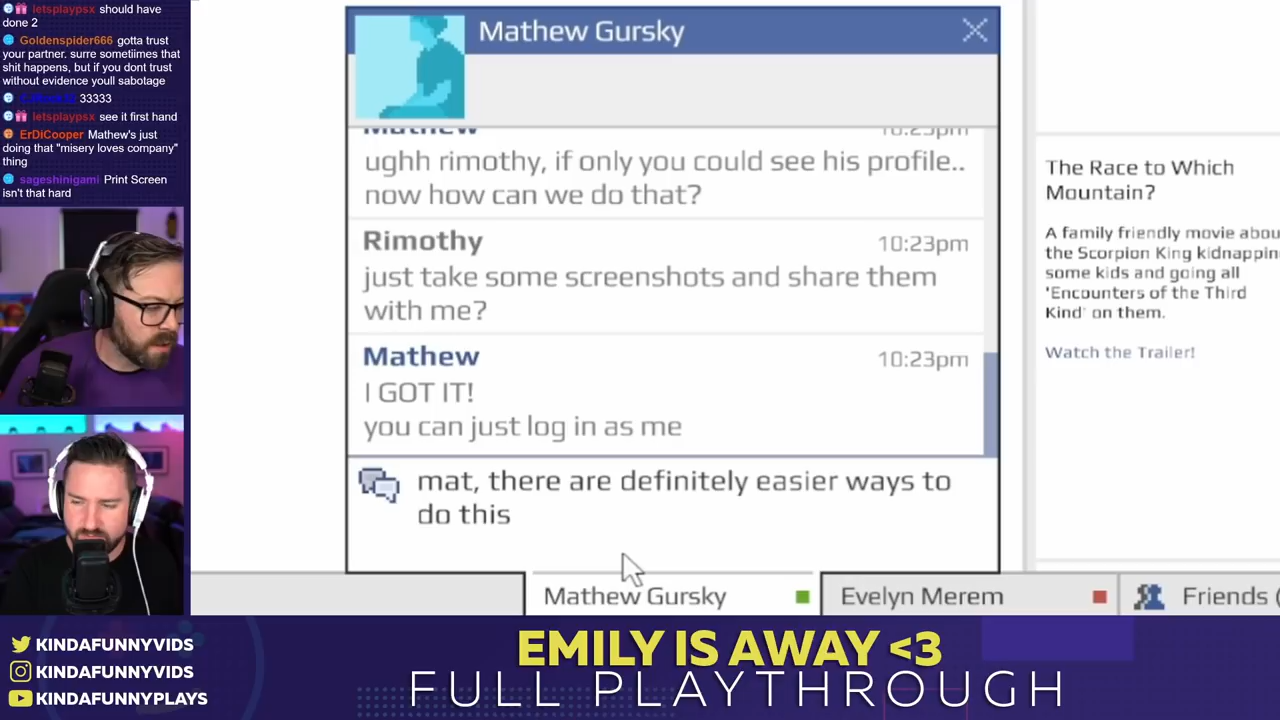 letsplaypsx should have
done 2
Goldenspider666 gotta trust
your partner. surre sometiimes that
shit happens, but if you dont trust
without evidence youll sabotage
33333
letsplaypsx see it first hand
ErDiCooper Mathew's just
doing that "misery loves company"
thing
sageshinigami Print Screen
isn't that hard
Mathew Gursky
Mathew 10:23pm
ughh rimothy, if only you could see his profile..
now how can we do that?
Rimothy 10:23pm
just take some screenshots and share them
with me?
Mathew 10:23pm
I GOT IT!
you can just log in as me
mat, there are definitely easier ways to
do this
Mathew Gursky
Evelyn Merem
Friends (
The Race to Which
Mountain?
A family friendly movie abou
the Scorpion King kidnappin
some kids and going all
'Encounters of the Third
Kind' on them.
Watch the Trailer!
KINDAFUNNYVIDS
KINDAFUNNYVIDS
KINDAFUNNYPLAYS
EMILY IS AWAY <3
FULL PLAYTHROUGH